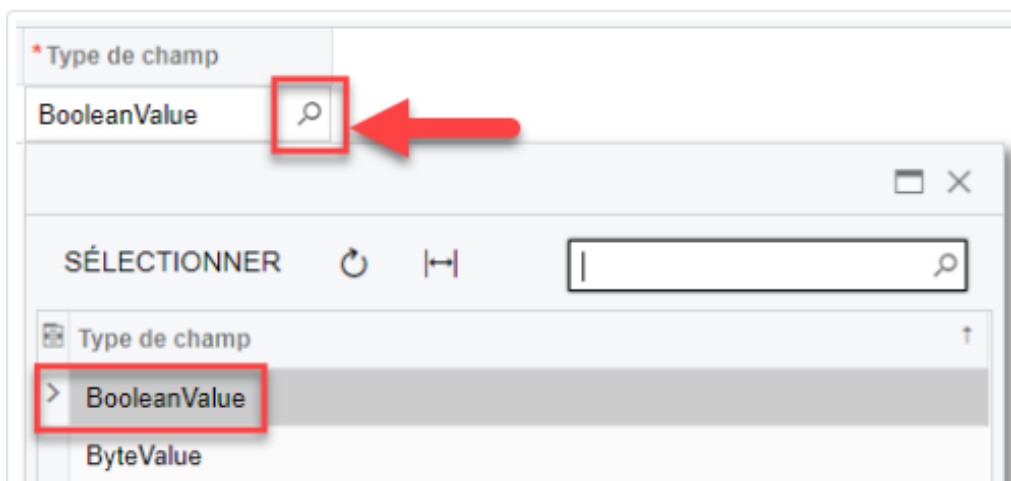 * Type de champ
BooleanValue
SÉLECTIONNER
Type de champ
BooleanValue
ByteValue